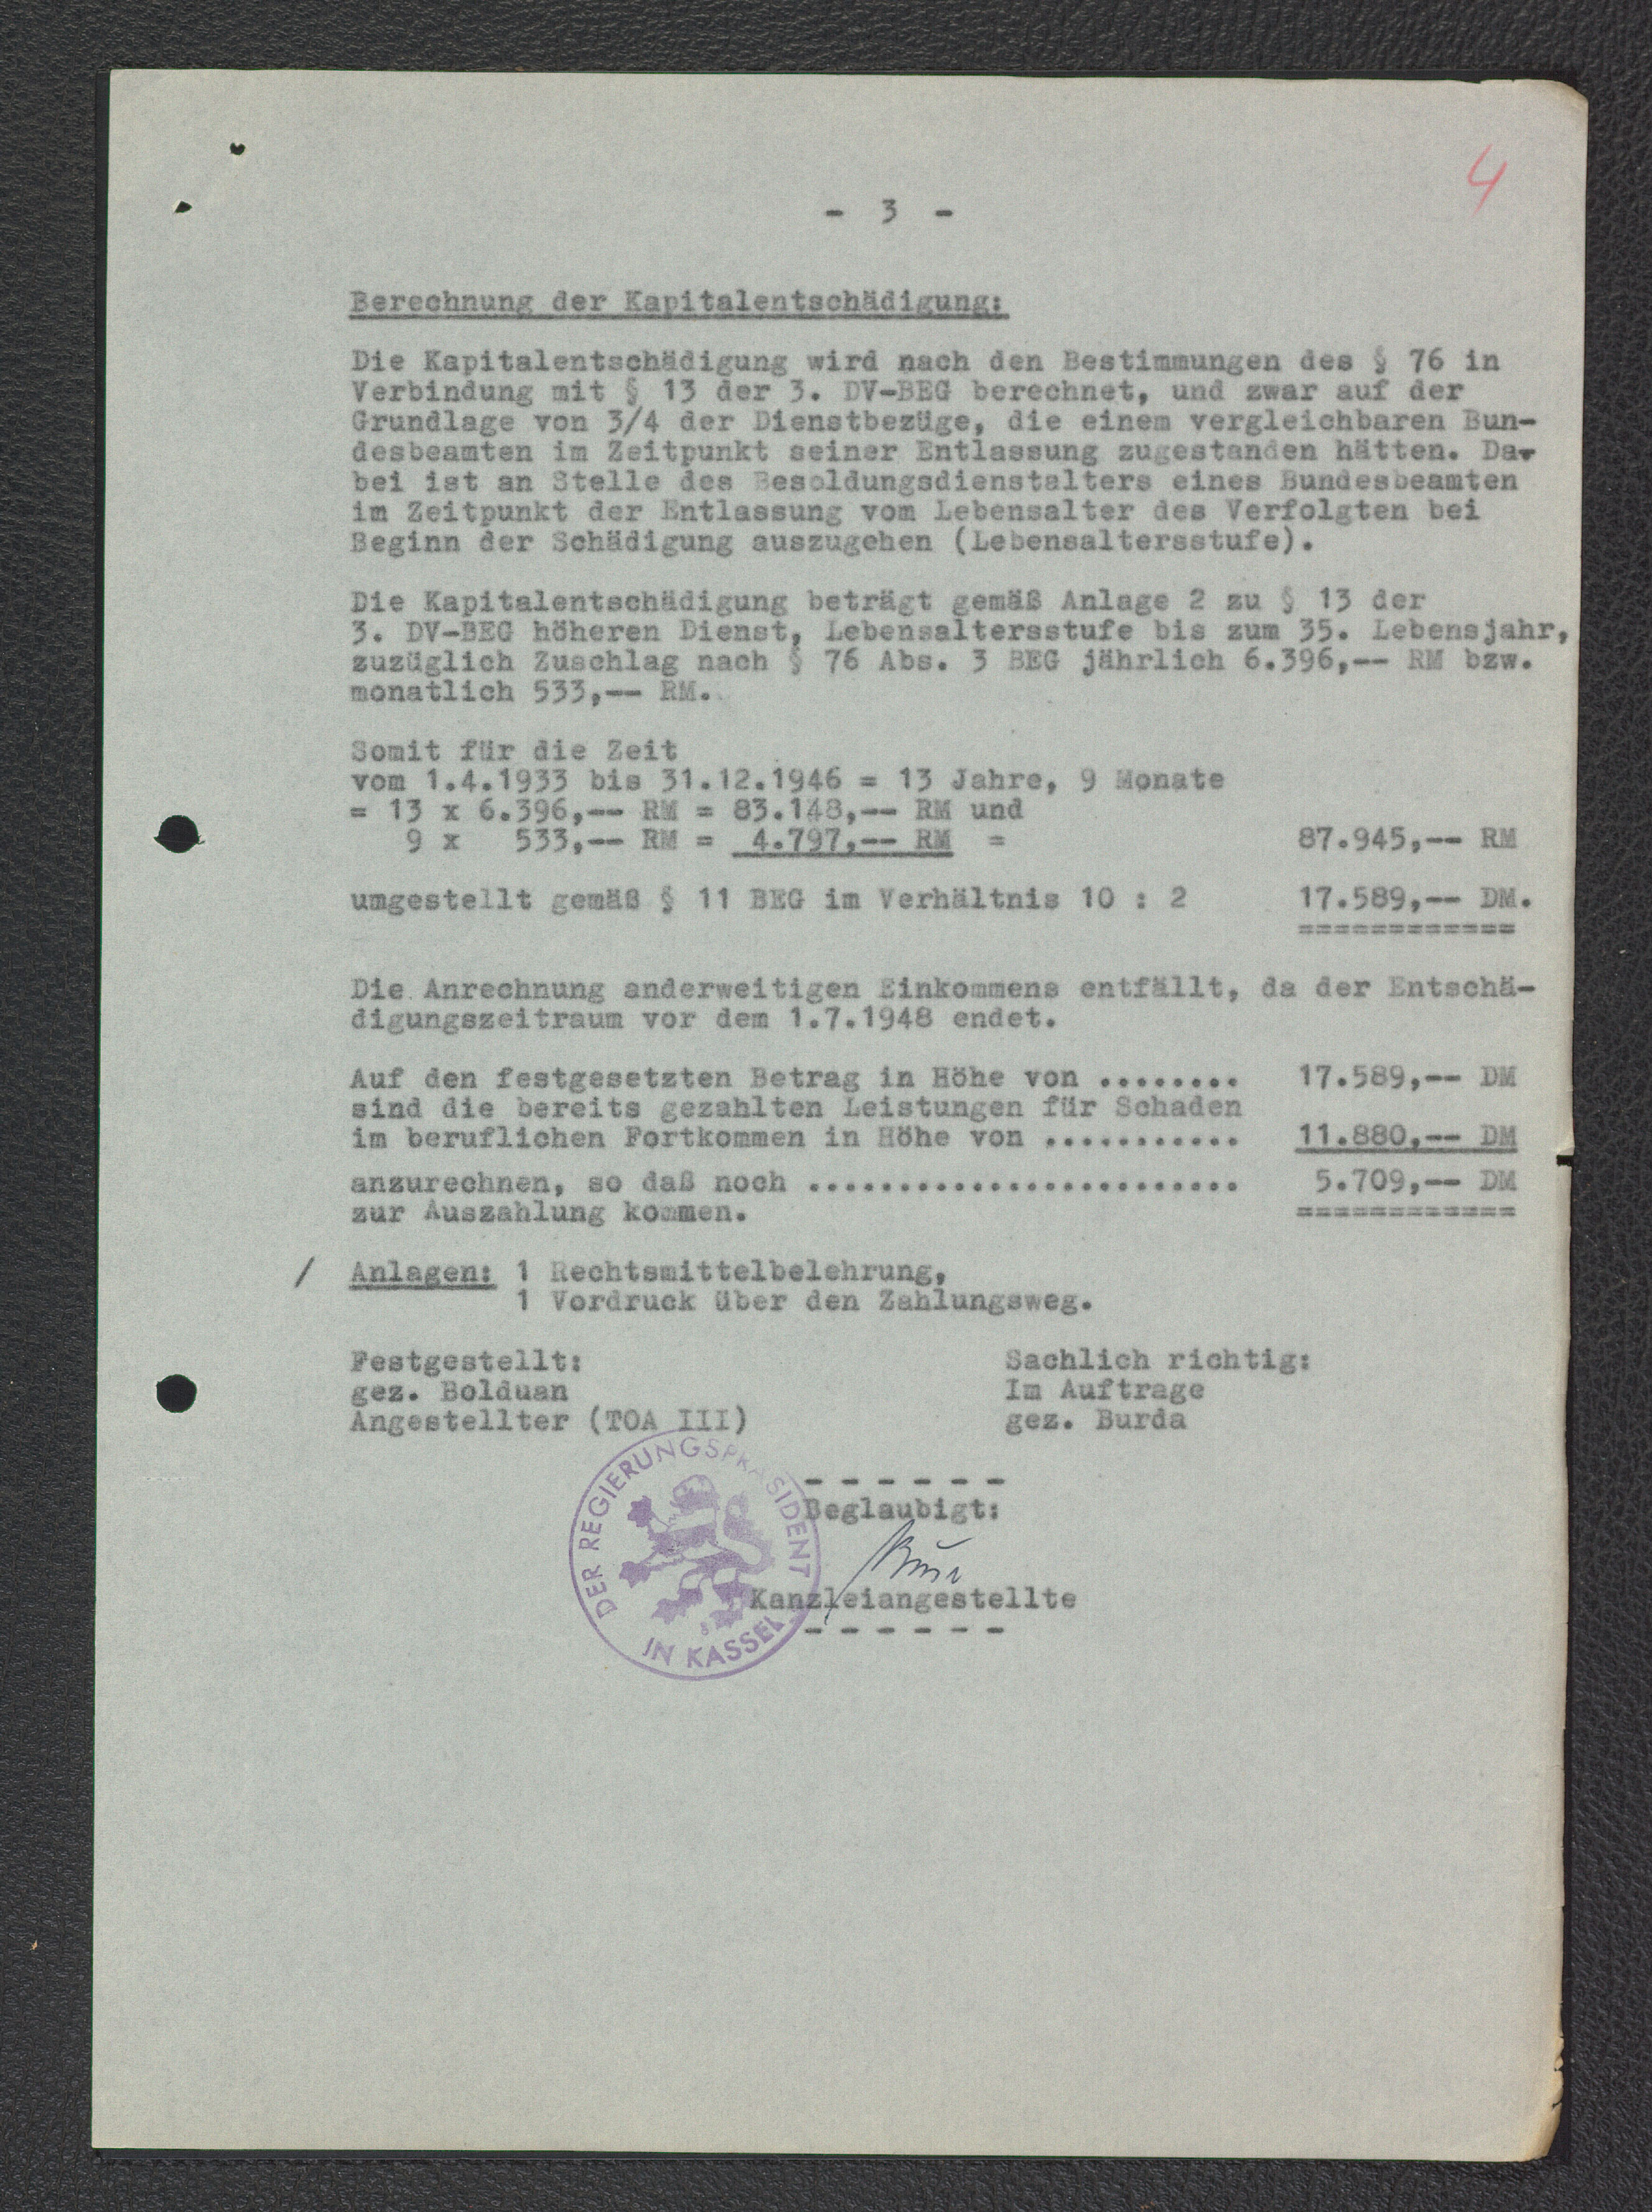 4
- 3 -
Berechnung der Kapitalentschädigung:
Die Kapitalentschädigung wird nach den Bestimmungen des § 76 in
Verbindung mit § 13 der 3. DV-BEG berechnet, und zwar auf der
Grundlage von 3/4 der Dienstbezüge, die einem vergleichbaren Bun-
desbeamten im Zeitpunkt seiner Entlassung zugestanden hätten. Da-
bei ist an Stelle des Besoldungsdienstalters eines Bundesbeamten
im Zeitpunkt der Entlassung vom Lebensalter des Verfolgten bei
Beginn der Schädigung auszugehen (Lebensaltersstufe).
Die Kapitalentschädigung beträgt gemäß Anlage 2 zu § 13 der
3. DV-BEG höheren Dienst, Lebensaltersstufe bis zum 35. Lebensjahr,
zuzüglich Zuschlag nach § 76 Abs. 3 BEG jährlich 6.396,-- RM bzw.
monatlich 533,-- RM.
Somit für die Zeit
vom 1.4.1933 bis 31.12.1946 = 13 Jahre, 9 Monate
= 13 x 6.396,-- RM = 83.148,-- RM und
9 x 533,-- RM = 4.797,-- RM = 87.945,-- RM
umgestellt gemäß § 11 BEG im Verhältnis 10 : 2 17.589,-- DM.
============
Die Anrechnung anderweitigen Einkommens entfällt, da der Entschä-
digungszeitraum vor dem 1.7.1948 endet.
Auf den festgesetzten Betrag in Höhe von ........ 17.589,-- DM
sind die bereits gezahlten Leistungen für Schaden
im beruflichen Fortkommen in Höhe von ........... 11.880,-- DM
anzurechnen, so daß noch ........................ 5.709,-- DM
zur Auszahlung kommen. ============
/ Anlagen: 1 Rechtsmittelbelehrung,
1 Vordruck über den Zahlungsweg.
Festgestellt: Sachlich richtig:
gez. Bolduan Im Auftrage
Angestellter (TOA III) gez. Burda
- - - - - -
Beglaubigt:
Kanzleiangestellte
- - - - - -
DER REGIERUNGSPRÄSIDENT
IN KASSEL